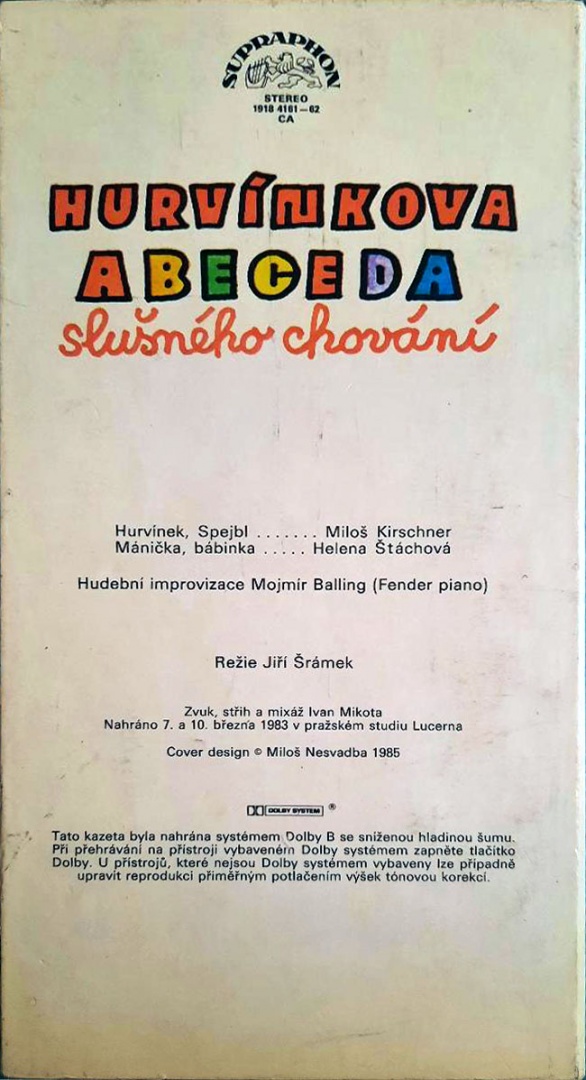 SUPRAPHON
STEREO
1918 4161-62
CA
HURVÍNKOVA
ABECEDA
slušného chování
Hurvínek, Spejbl ....... Miloš Kirschner
Mánička, bábinka ..... Helena Štáchová
Hudební improvizace Mojmír Balling (Fender piano)
Režie Jiří Šrámek
Zvuk, střih a mixáž Ivan Mikota
Nahráno 7. a 10. března 1983 v pražském studiu Lucerna
Cover design © Miloš Nesvadba 1985
DOLBY SYSTEM ®
Tato kazeta byla nahrána systémem Dolby B se sníženou hladinou šumu.
Při přehrávání na přístroji vybaveném Dolby systémem zapněte tlačítko
Dolby. U přístrojů, které nejsou Dolby systémem vybaveny lze případně
upravit reprodukci přiměřným potlačením výšek tónovou korekcí.